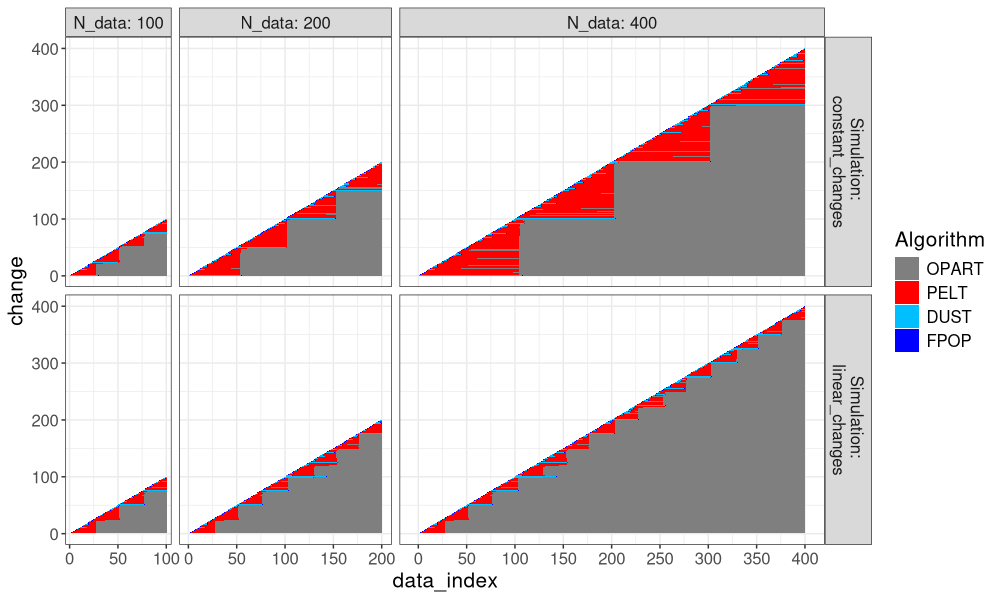 N_data: 100
N_data: 200
N_data: 400
400
300
200
100
0
Simulation:
constant_changes
400
300
200
100
0
Simulation:
linear_changes
change
0
50
100
0
50
100
150
200
0
50
100
150
200
250
300
350
400
data_index
Algorithm
OPART
PELT
DUST
FPOP